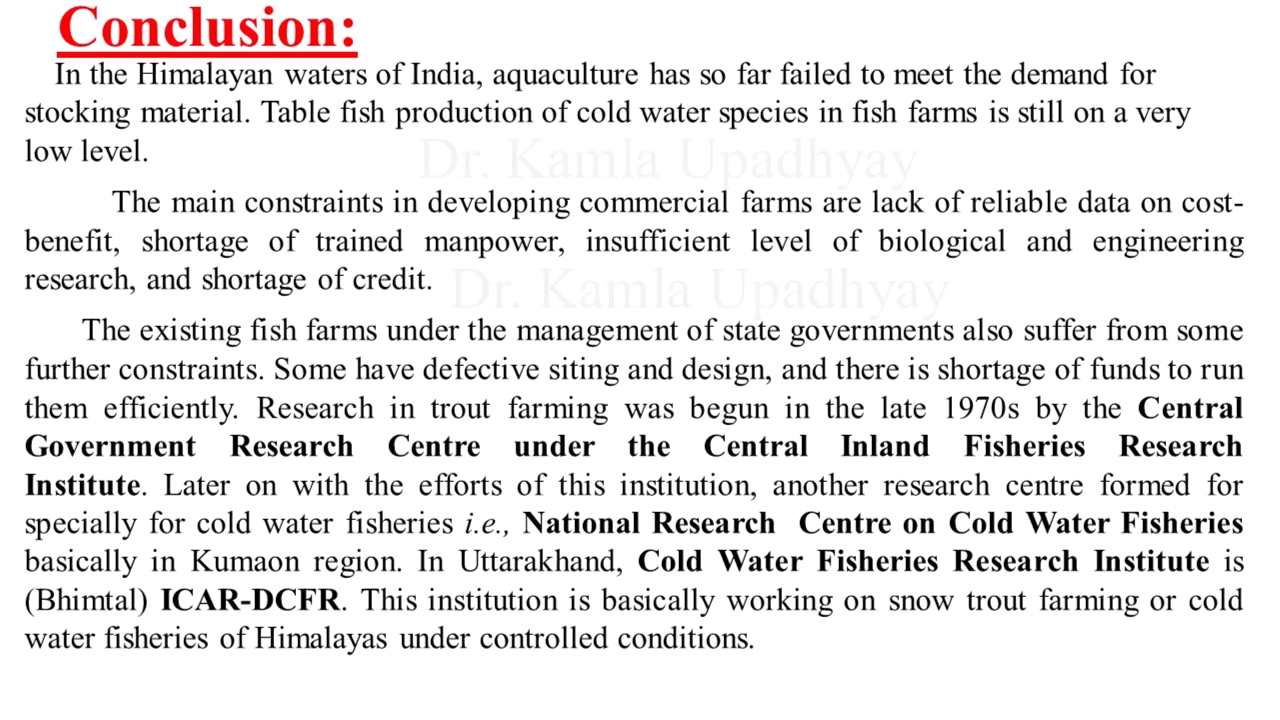 Conclusion:
In the Himalayan waters of India, aquaculture has so far failed to meet the demand for
stocking material. Table fish production of cold water species in fish farms is still on a very
low level.
Dr. Kamla Upadhyay
The main constraints in developing commercial farms are lack of reliable data on cost-
benefit, shortage of trained manpower, insufficient level of biological and engineering
research, and shortage of credit.
Dr. Kamla Upadhyay
The existing fish farms under the management of state governments also suffer from some
further constraints. Some have defective siting and design, and there is shortage of funds to run
them efficiently. Research in trout farming was begun in the late 1970s by the Central
Government Research Centre under the Central Inland Fisheries Research
Institute. Later on with the efforts of this institution, another research centre formed for
specially for cold water fisheries i.e., National Research Centre on Cold Water Fisheries
basically in Kumaon region. In Uttarakhand, Cold Water Fisheries Research Institute is
(Bhimtal) ICAR-DCFR. This institution is basically working on snow trout farming or cold
water fisheries of Himalayas under controlled conditions.